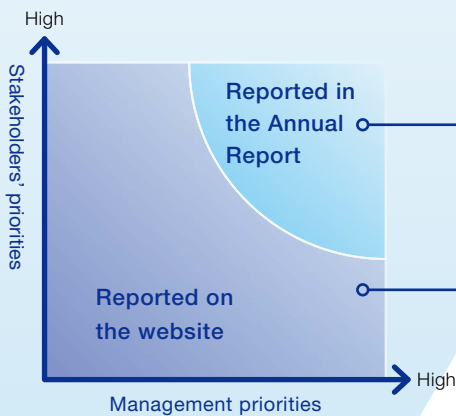 High
Stakeholders’ priorities
Reported in
the Annual
Report
Reported on
the website
High
Management priorities